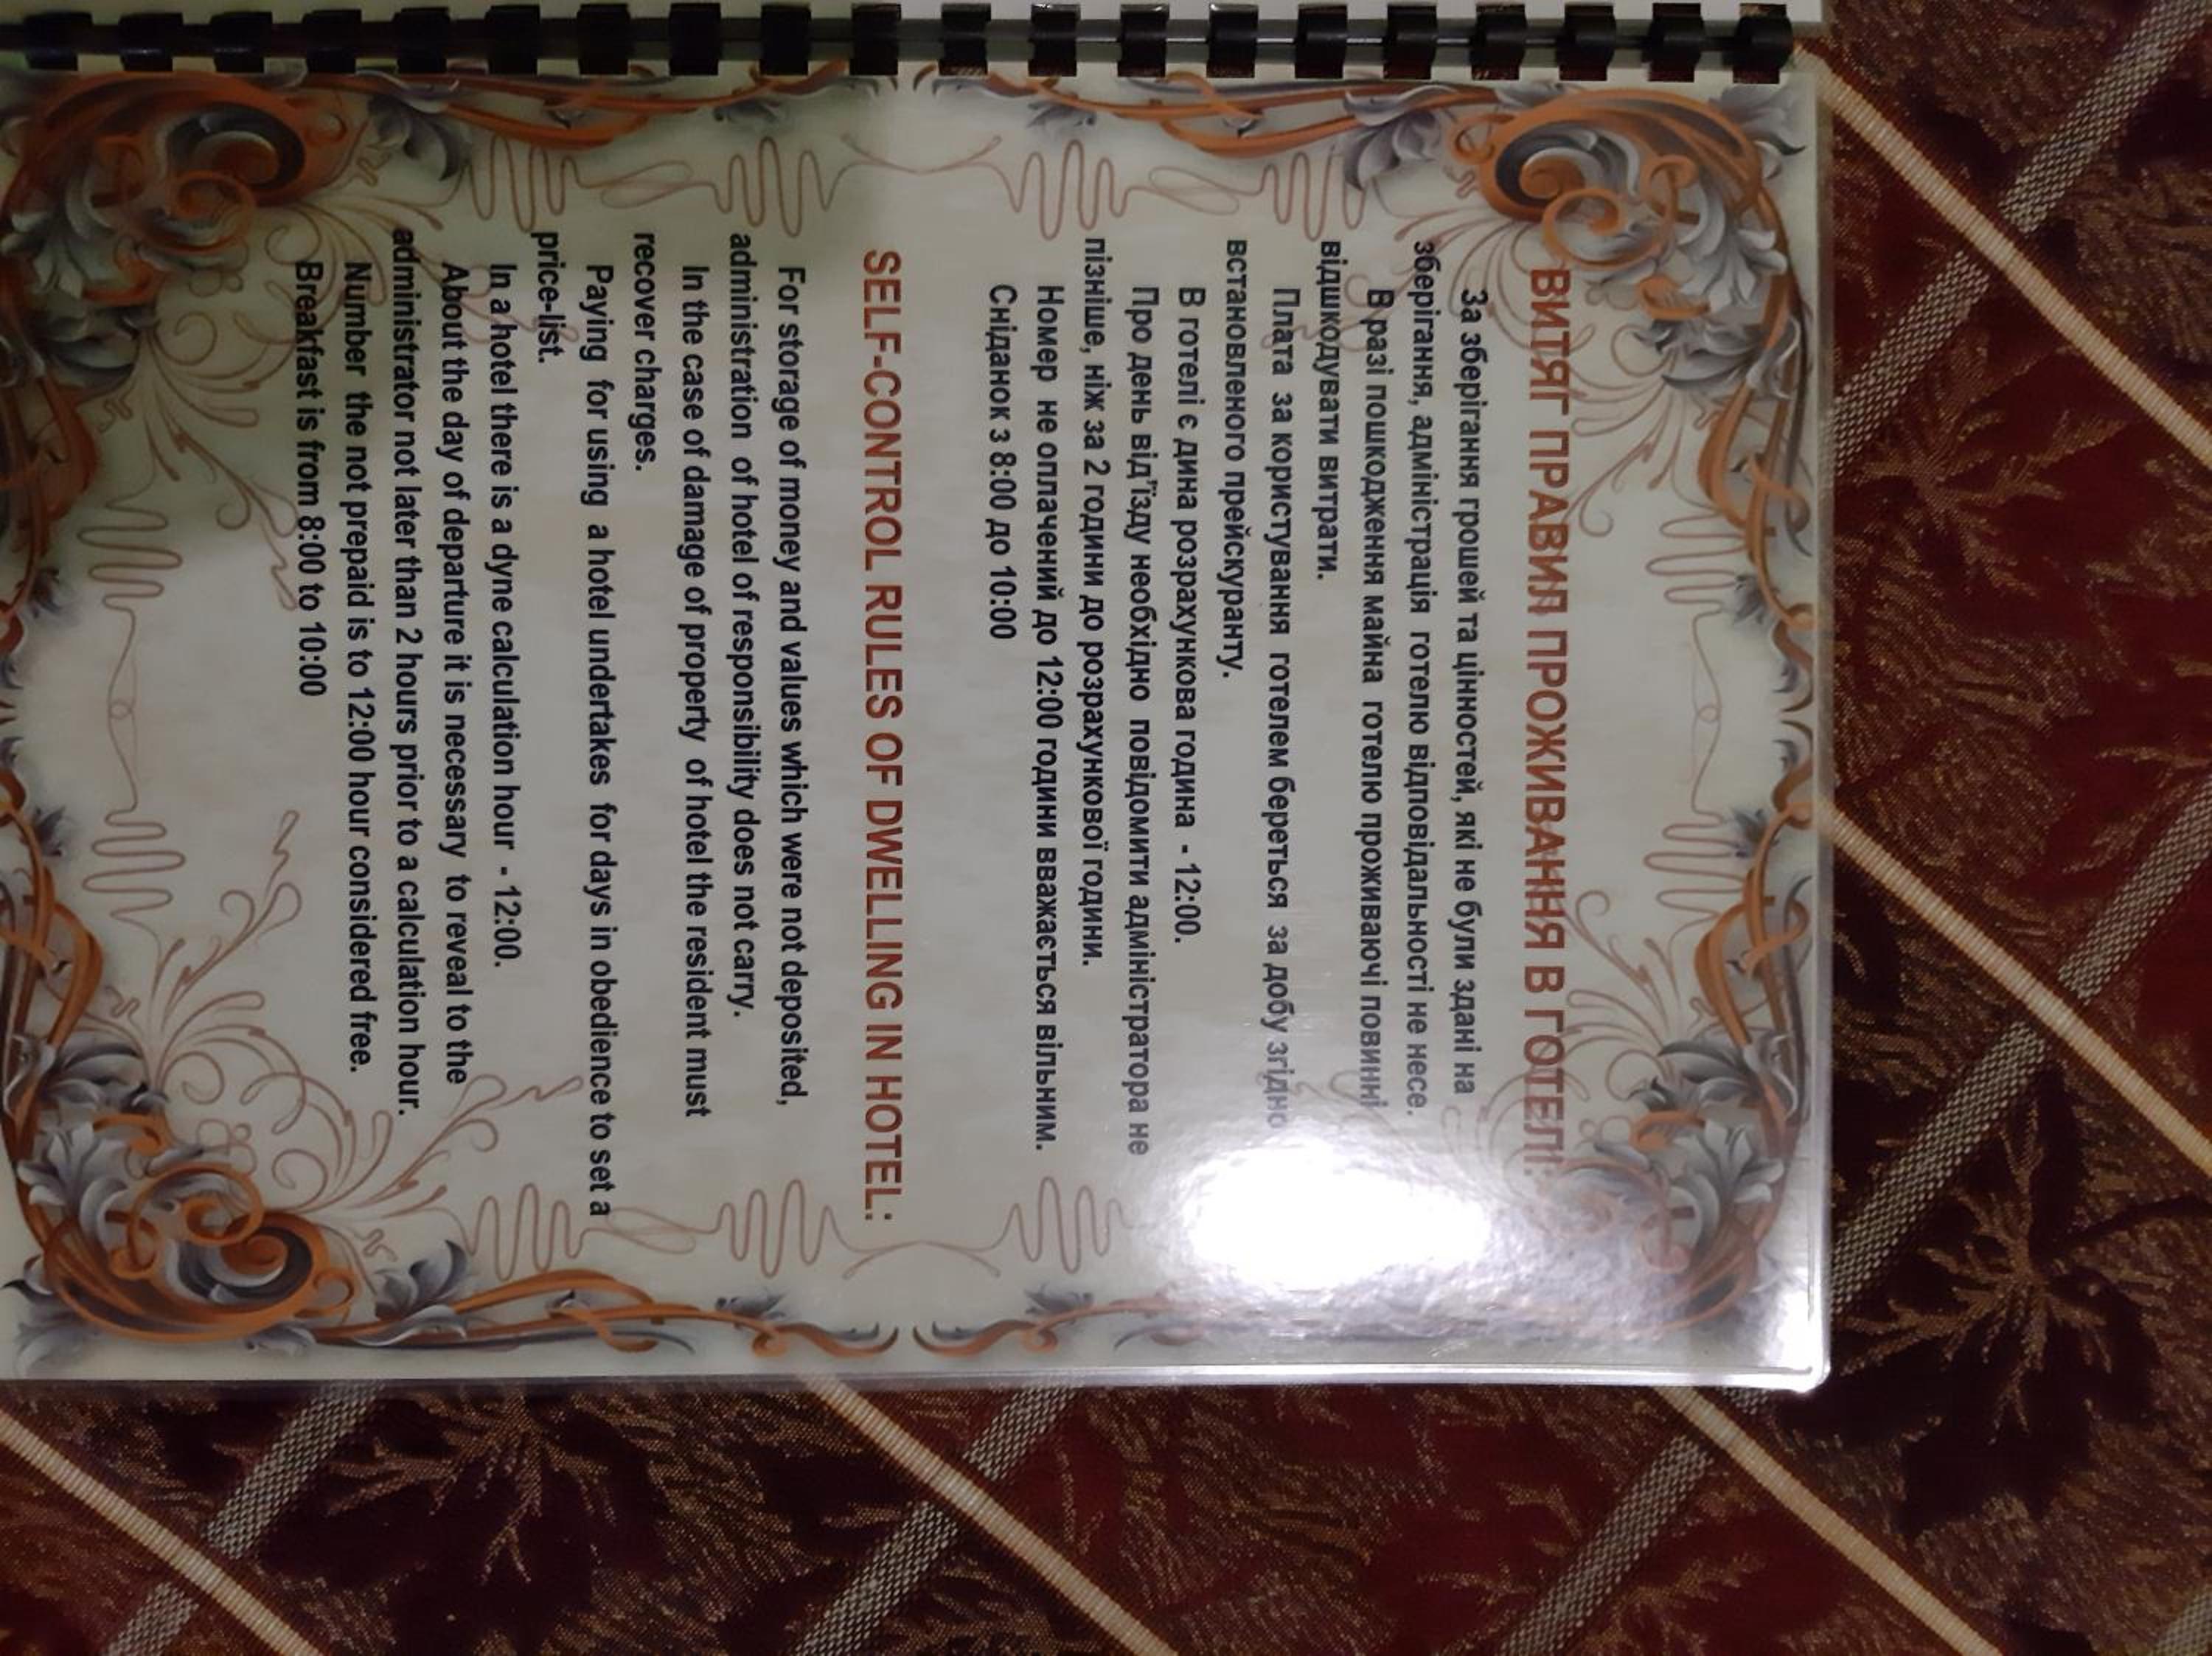 ВИТЯГ ПРАВИЛ ПРОЖИВАННЯ В ГОТЕЛІ:
За зберігання грошей та цінностей, які не були здані на
зберігання, адміністрація готелю відповідальності не несе.
В разі пошкодження майна готелю проживаючі повинні
відшкодувати витрати.
Плата за користування готелем береться за добу згідно
встановленого прейскуранту.
В готелі є дина розрахункова година - 12:00.
Про день від'їзду необхідно повідомити адміністратора не
пізніше, ніж за 2 години до розрахункової години.
Номер не оплачений до 12:00 години вважається вільним.
Сніданок з 8:00 до 10:00
SELF-CONTROL RULES OF DWELLING IN HOTEL:
For storage of money and values which were not deposited,
administration of hotel of responsibility does not carry.
In the case of damage of property of hotel the resident must
recover charges.
Paying for using a hotel undertakes for days in obedience to set a
price-list.
In a hotel there is a dyne calculation hour - 12:00.
About the day of departure it is necessary to reveal to the
administrator not later than 2 hours prior to a calculation hour.
Number the not prepaid is to 12:00 hour considered free.
Breakfast is from 8:00 to 10:00